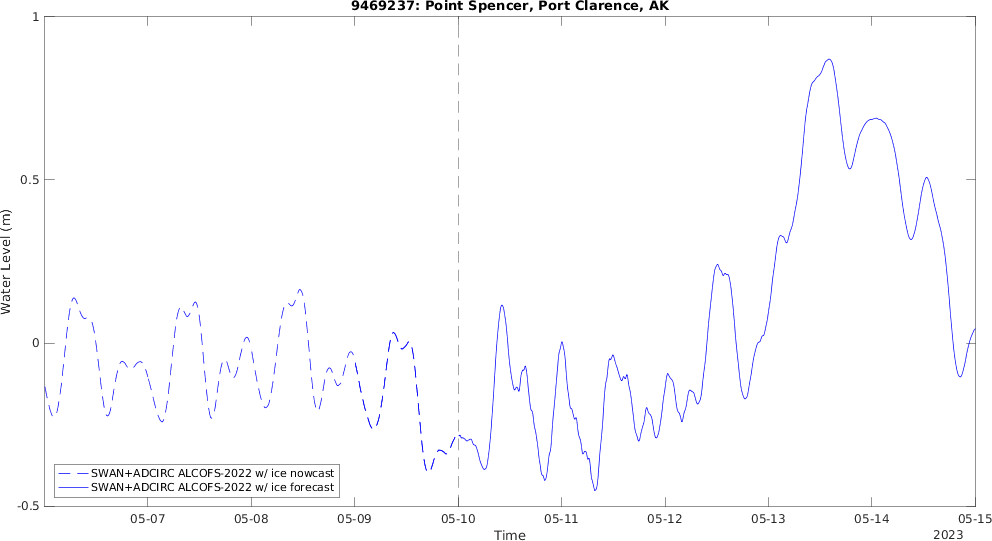 9469237: Point Spencer, Port Clarence, AK
1
0.5
0
-0.5
Water Level (m)
SWAN+ADCIRC ALCOFS-2022 w/ ice nowcast
SWAN+ADCIRC ALCOFS-2022 w/ ice forecast
05-07 05-08 05-09 05-10 05-11 05-12 05-13 05-14 05-15
Time
2023